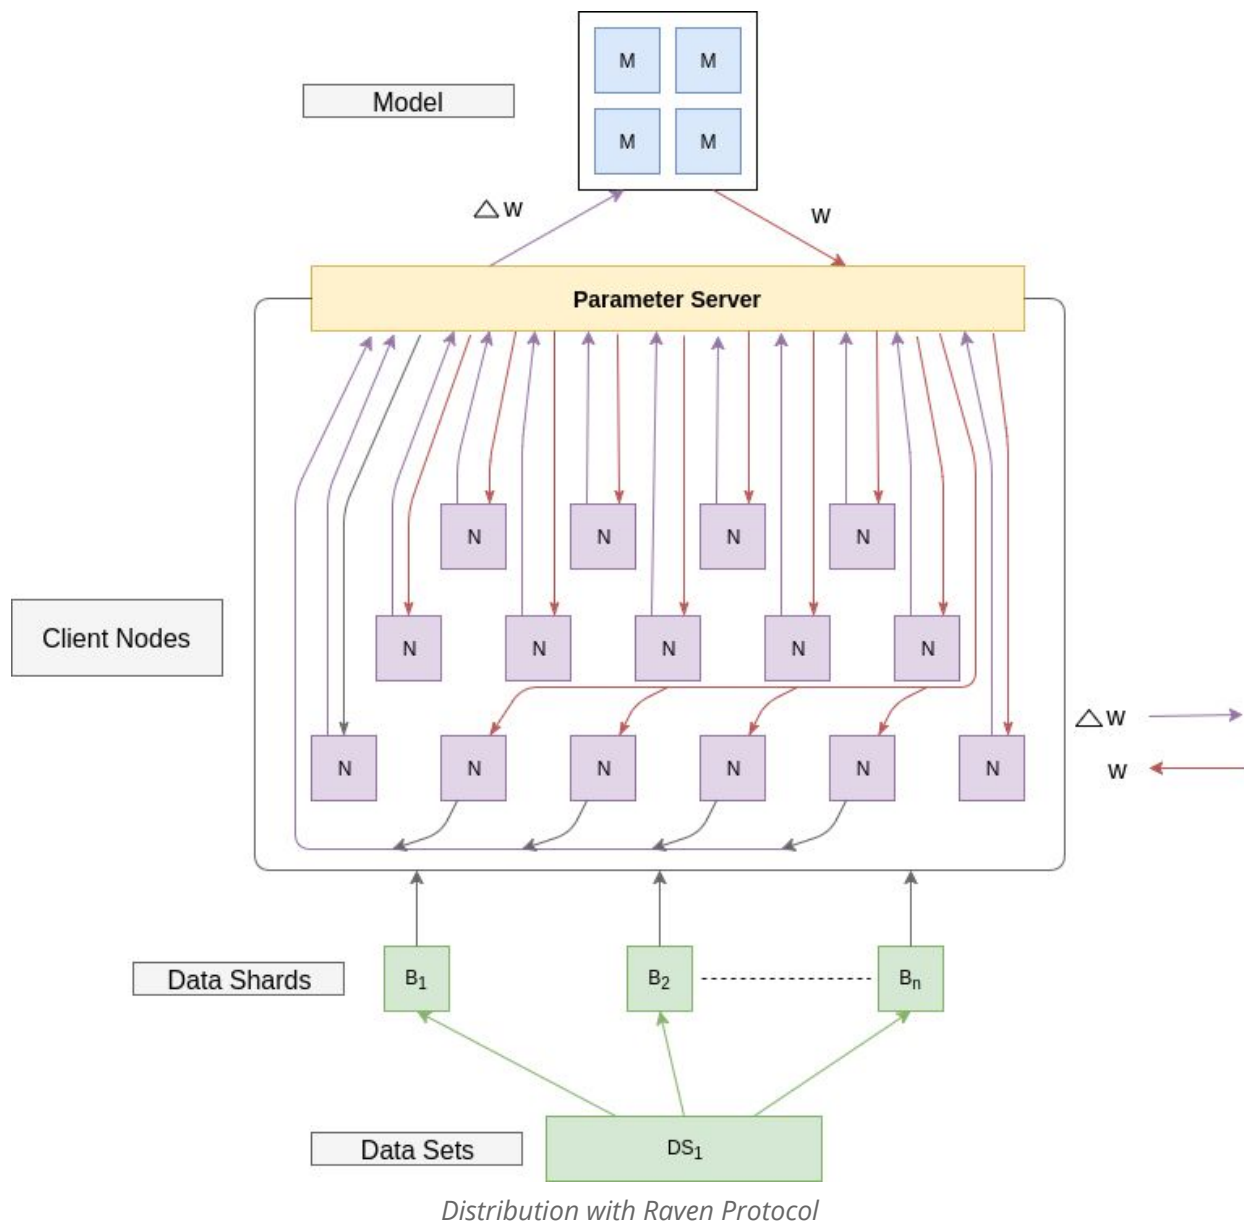 M M
Model
M M
△ W
W
Parameter Server
N N N N
Client Nodes
N N N N N
△ W
W
N N N N N N
Data Shards
B1 B2 Bn
Data Sets
DS1
Distribution with Raven Protocol